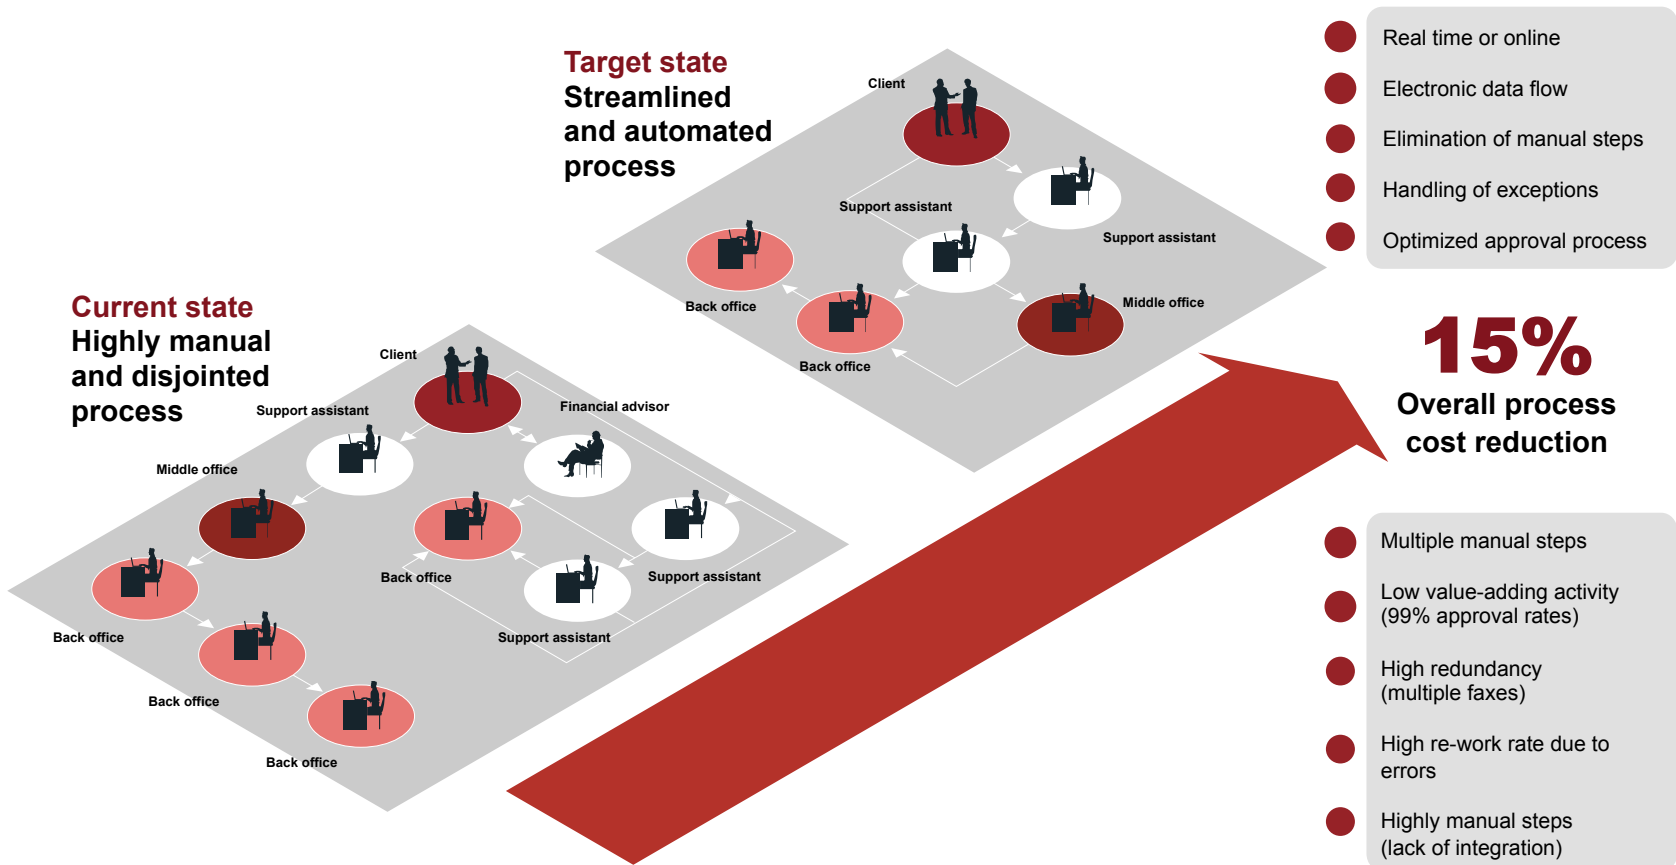 Target state
Streamlined
and automated
process
Client
Support assistant
Support assistant
Back office
Middle office
Back office
Current state
Highly manual
and disjointed
process
Client
Support assistant
Financial advisor
Middle office
Back office
Support assistant
Back office
Support assistant
Back office
Back office
Real time or online
Electronic data flow
Elimination of manual steps
Handling of exceptions
Optimized approval process
15%
Overall process
cost reduction
Multiple manual steps
Low value-adding activity
(99% approval rates)
High redundancy
(multiple faxes)
High re-work rate due to
errors
Highly manual steps
(lack of integration)